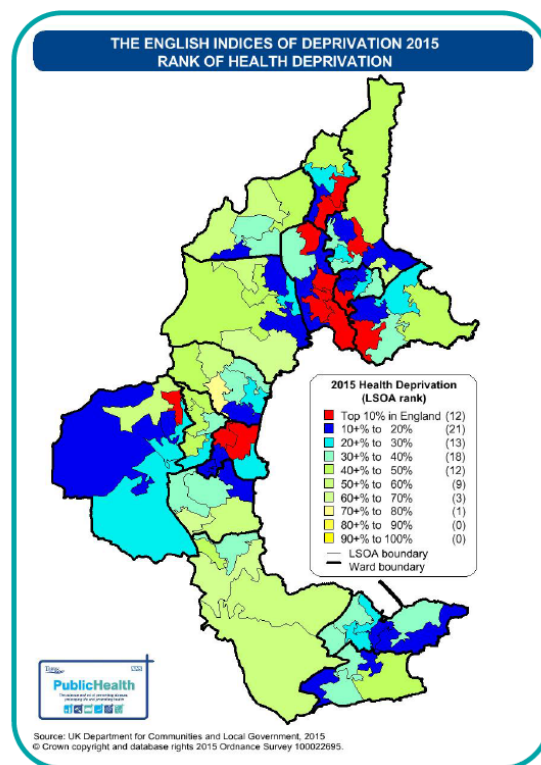 THE ENGLISH INDICES OF DEPRIVATION 2015
RANK OF HEALTH DEPRIVATION
2015 Health Deprivation
(LSOA rank)
Top 10% in England (12)
10+% to 20% (21)
20+% to 30% (13)
30+% to 40% (18)
40+% to 50% (12)
50+% to 60% (9)
60+% to 70% (3)
70+% to 80% (1)
80+% to 90% (0)
90+% to 100% (0)
LSOA boundary
Ward boundary
PublicHealth
Source: UK Department for Communities and Local Government, 2015
© Crown copyright and database rights 2015 Ordnance Survey 100022695.